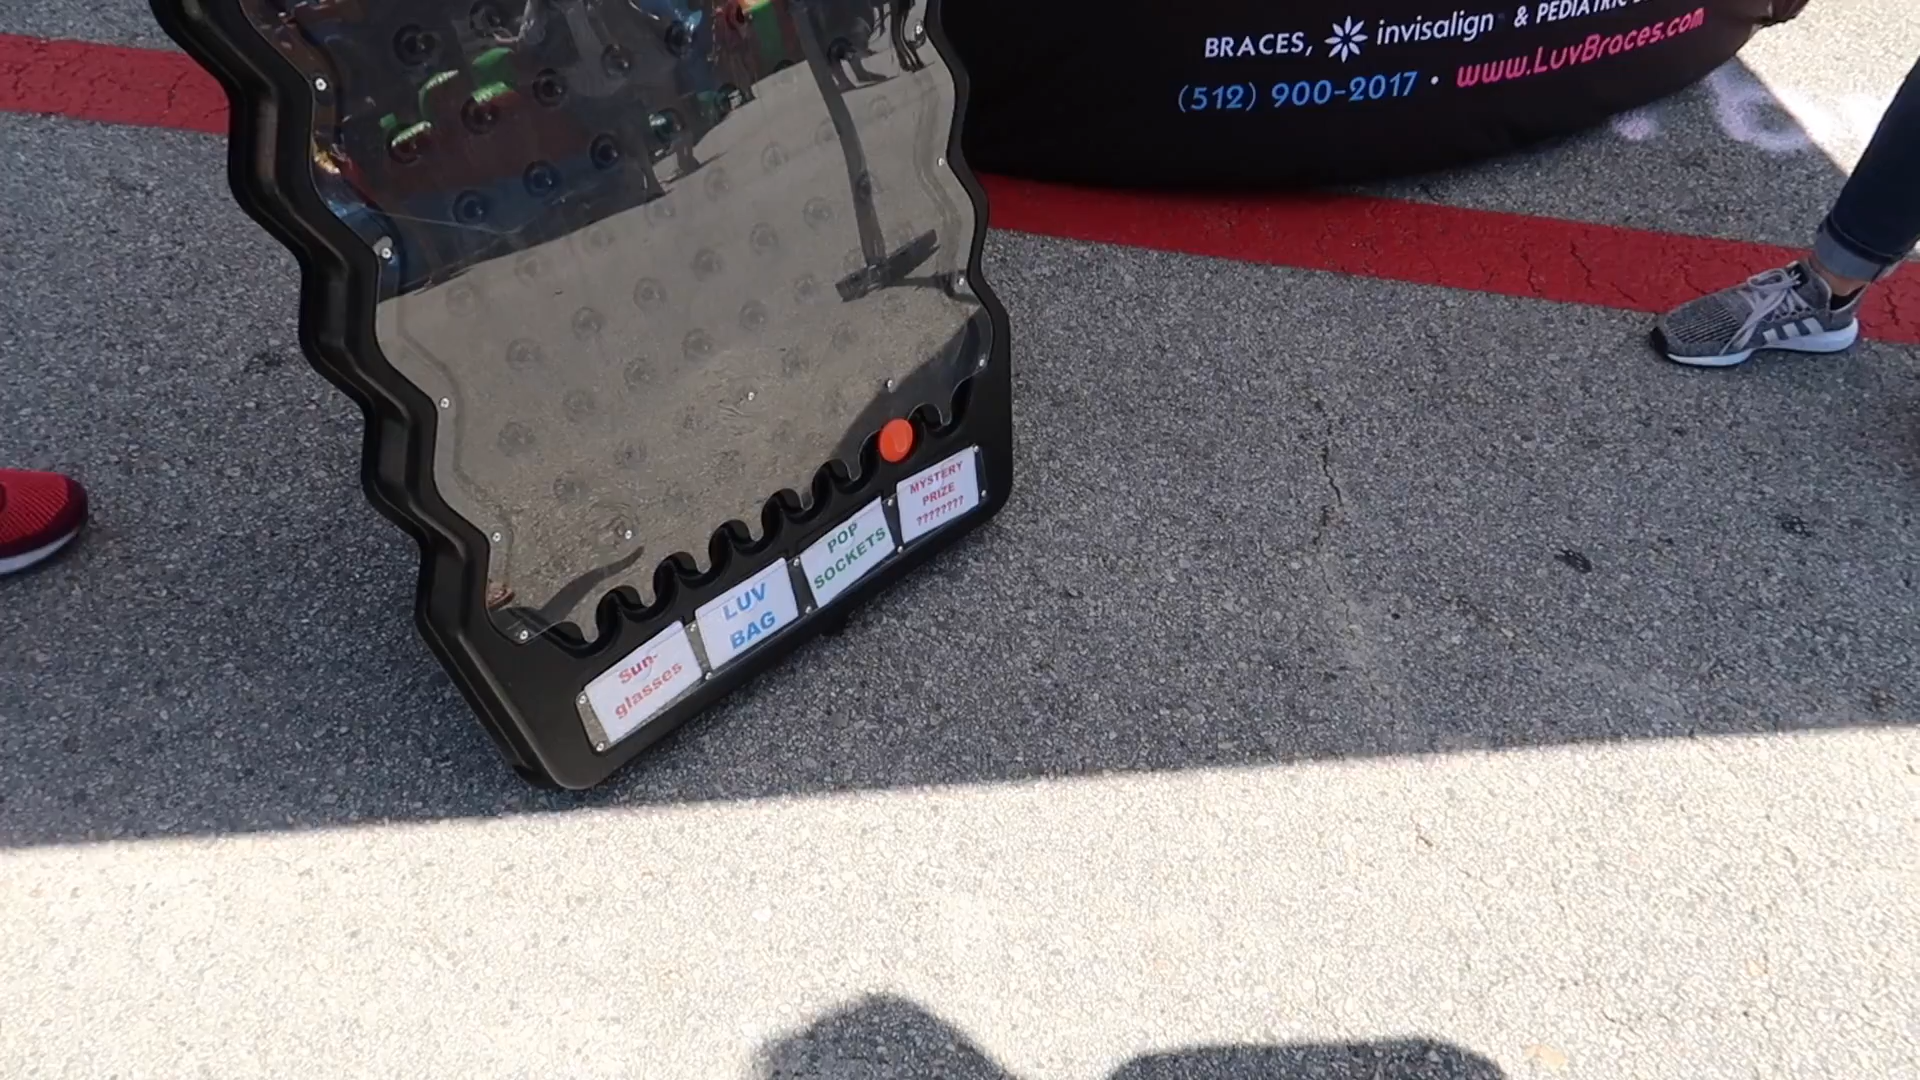 BRACES, invisalign & PEDIATRIC
(512) 900-2017 • www.LuvBraces.com
MYSTERY
PRIZE
????????
POP
SOCKETS
LUV
BAG
Sun-
glasses